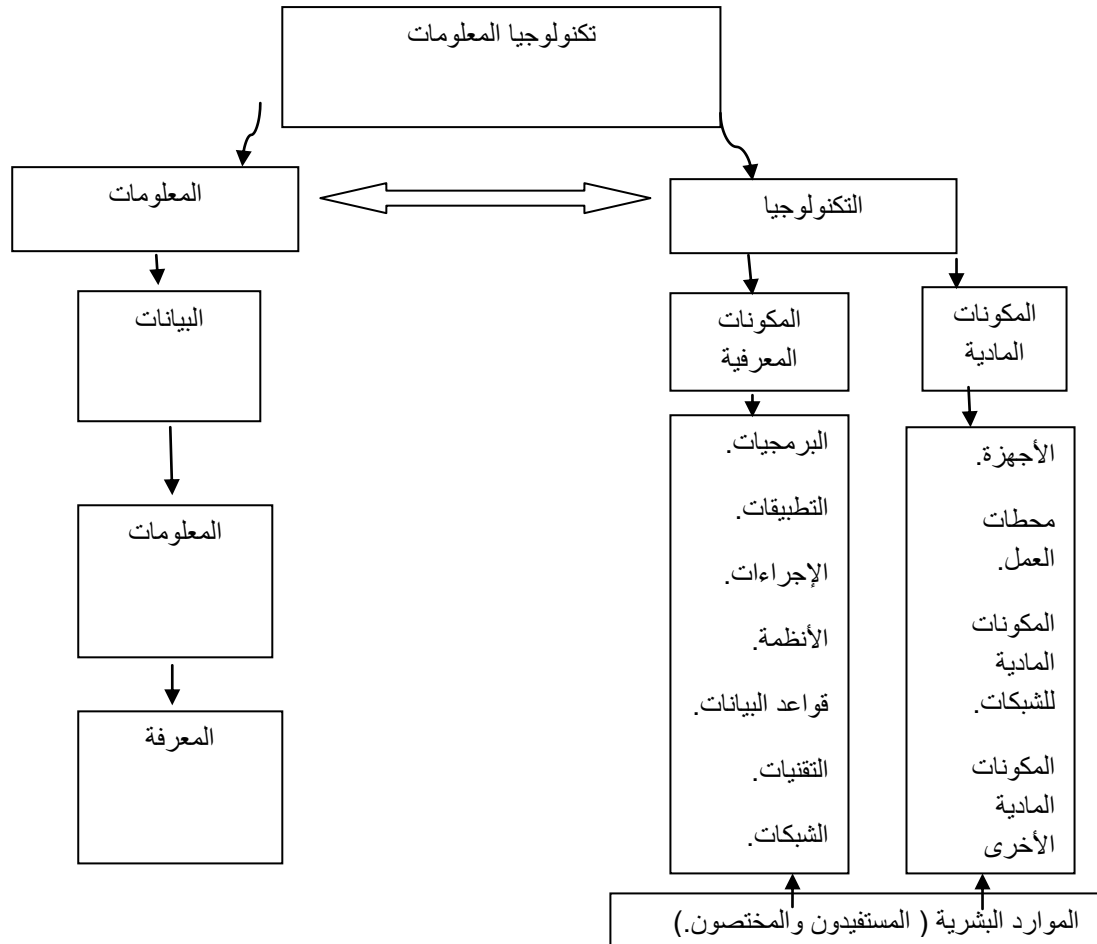 تكنولوجيا المعلومات
التكنولوجيا
المعلومات
المكونات
المادية
المكونات
المعرفية
البيانات
الأجهزة.
محطات
العمل.
المكونات
المادية
للشبكات.
المكونات
المادية
الأخرى
البرمجيات.
التطبيقات.
الإجراءات.
الأنظمة.
قواعد البيانات.
التقنيات.
الشبكات.
المعلومات
المعرفة
الموارد البشرية ( المستفيدون والمختصون.)